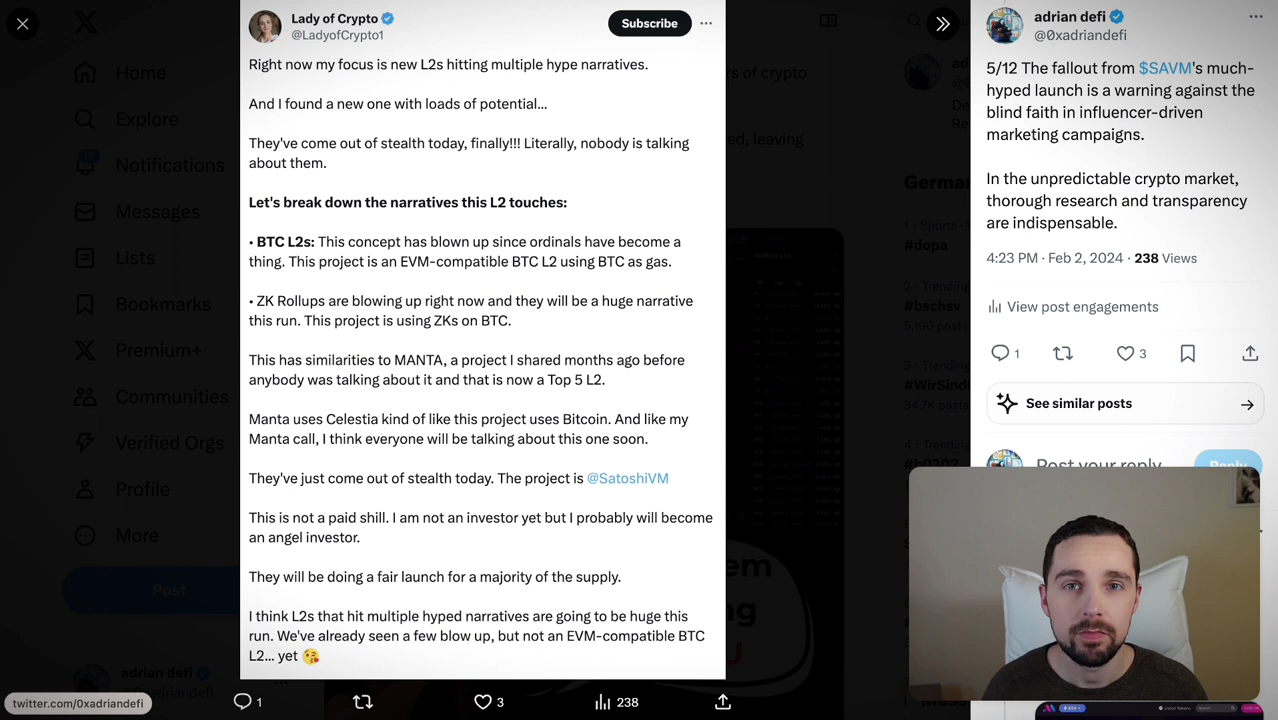 Home
Explore
Notifications
Messages
Lists
Bookmarks
Premium+
Communities
Verified Orgs
Profile
More
Post
adrian defi
twitter.com/0xadriandefi
Lady of Crypto
@LadyofCrypto1
Subscribe
Right now my focus is new L2s hitting multiple hype narratives.
And I found a new one with loads of potential...
They've come out of stealth today, finally!!! Literally, nobody is talking
about them.
Let's break down the narratives this L2 touches:
• BTC L2s: This concept has blown up since ordinals have become a
thing. This project is an EVM-compatible BTC L2 using BTC as gas.
• ZK Rollups are blowing up right now and they will be a huge narrative
this run. This project is using ZKs on BTC.
This has similarities to MANTA, a project I shared months ago before
anybody was talking about it and that is now a Top 5 L2.
Manta uses Celestia kind of like this project uses Bitcoin. And like my
Manta call, I think everyone will be talking about this one soon.
They've just come out of stealth today. The project is @SatoshiVM
This is not a paid shill. I am not an investor yet but I probably will become
an angel investor.
They will be doing a fair launch for a majority of the supply.
I think L2s that hit multiple hyped narratives are going to be huge this
run. We've already seen a few blow up, but not an EVM-compatible BTC
L2... yet 😘
1
3
238
of crypto
ed, leaving
#dopa
#bschsv
adrian defi
@0xadriandefi
5/12 The fallout from $SAVM's much-
hyped launch is a warning against the
blind faith in influencer-driven
marketing campaigns.
In the unpredictable crypto market,
thorough research and transparency
are indispensable.
4:23 PM · Feb 2, 2024 · 238 Views
View post engagements
1
3
See similar posts
Post your reply
Reply